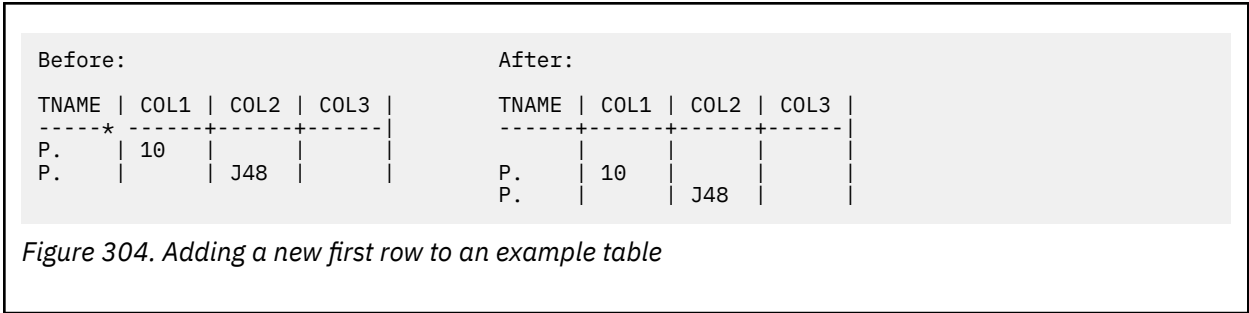 Before:                        After:
TNAME | COL1 | COL2 | COL3 |   TNAME | COL1 | COL2 | COL3 |
-----* ------+------+------|   ------+------+------+------|
P.    | 10   |      |      |         |      |      |      |
P.    |      | J48  |      |   P.    | 10   |      |      |
                               P.    |      | J48  |      |
Figure 304. Adding a new first row to an example table